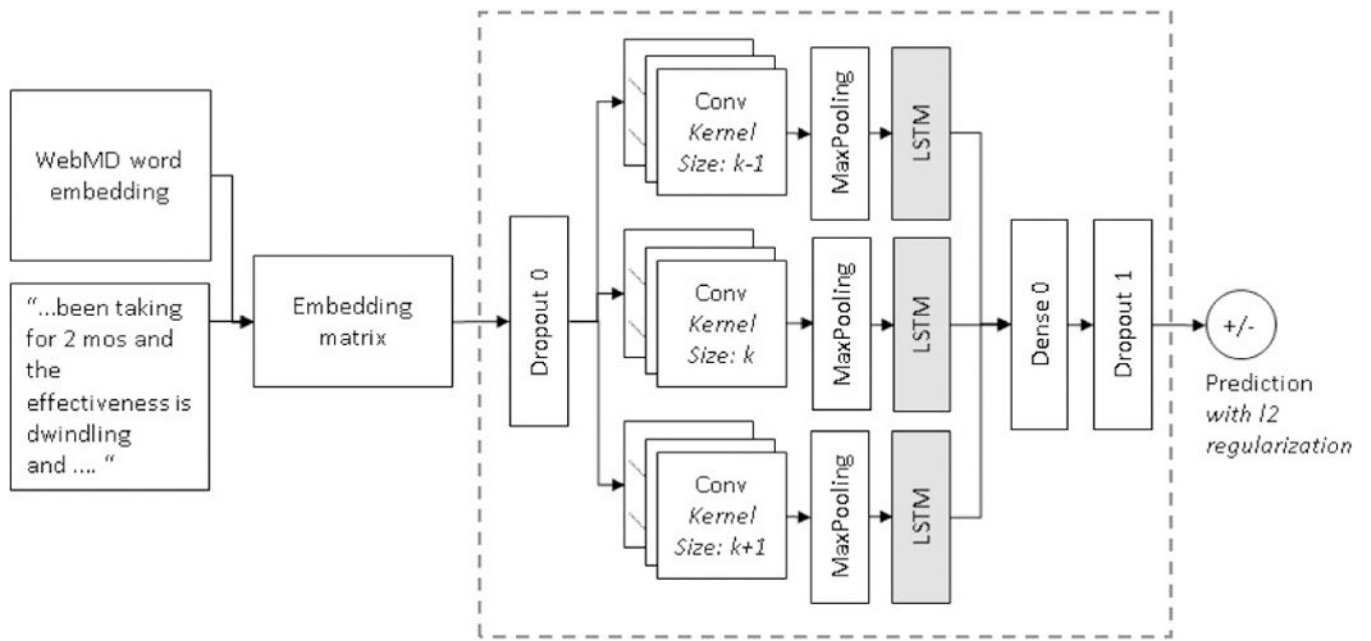 WebMD word
embedding
“...been taking
for 2 mos and
the
effectiveness is
dwindling
and .... “
Embedding
matrix
Dropout 0
Conv
Kernel
Size: k-1
MaxPooling
LSTM
Conv
Kernel
Size: k
MaxPooling
LSTM
Conv
Kernel
Size: k+1
MaxPooling
LSTM
Dense 0
Dropout 1
+/-
Prediction
with l2
regularization